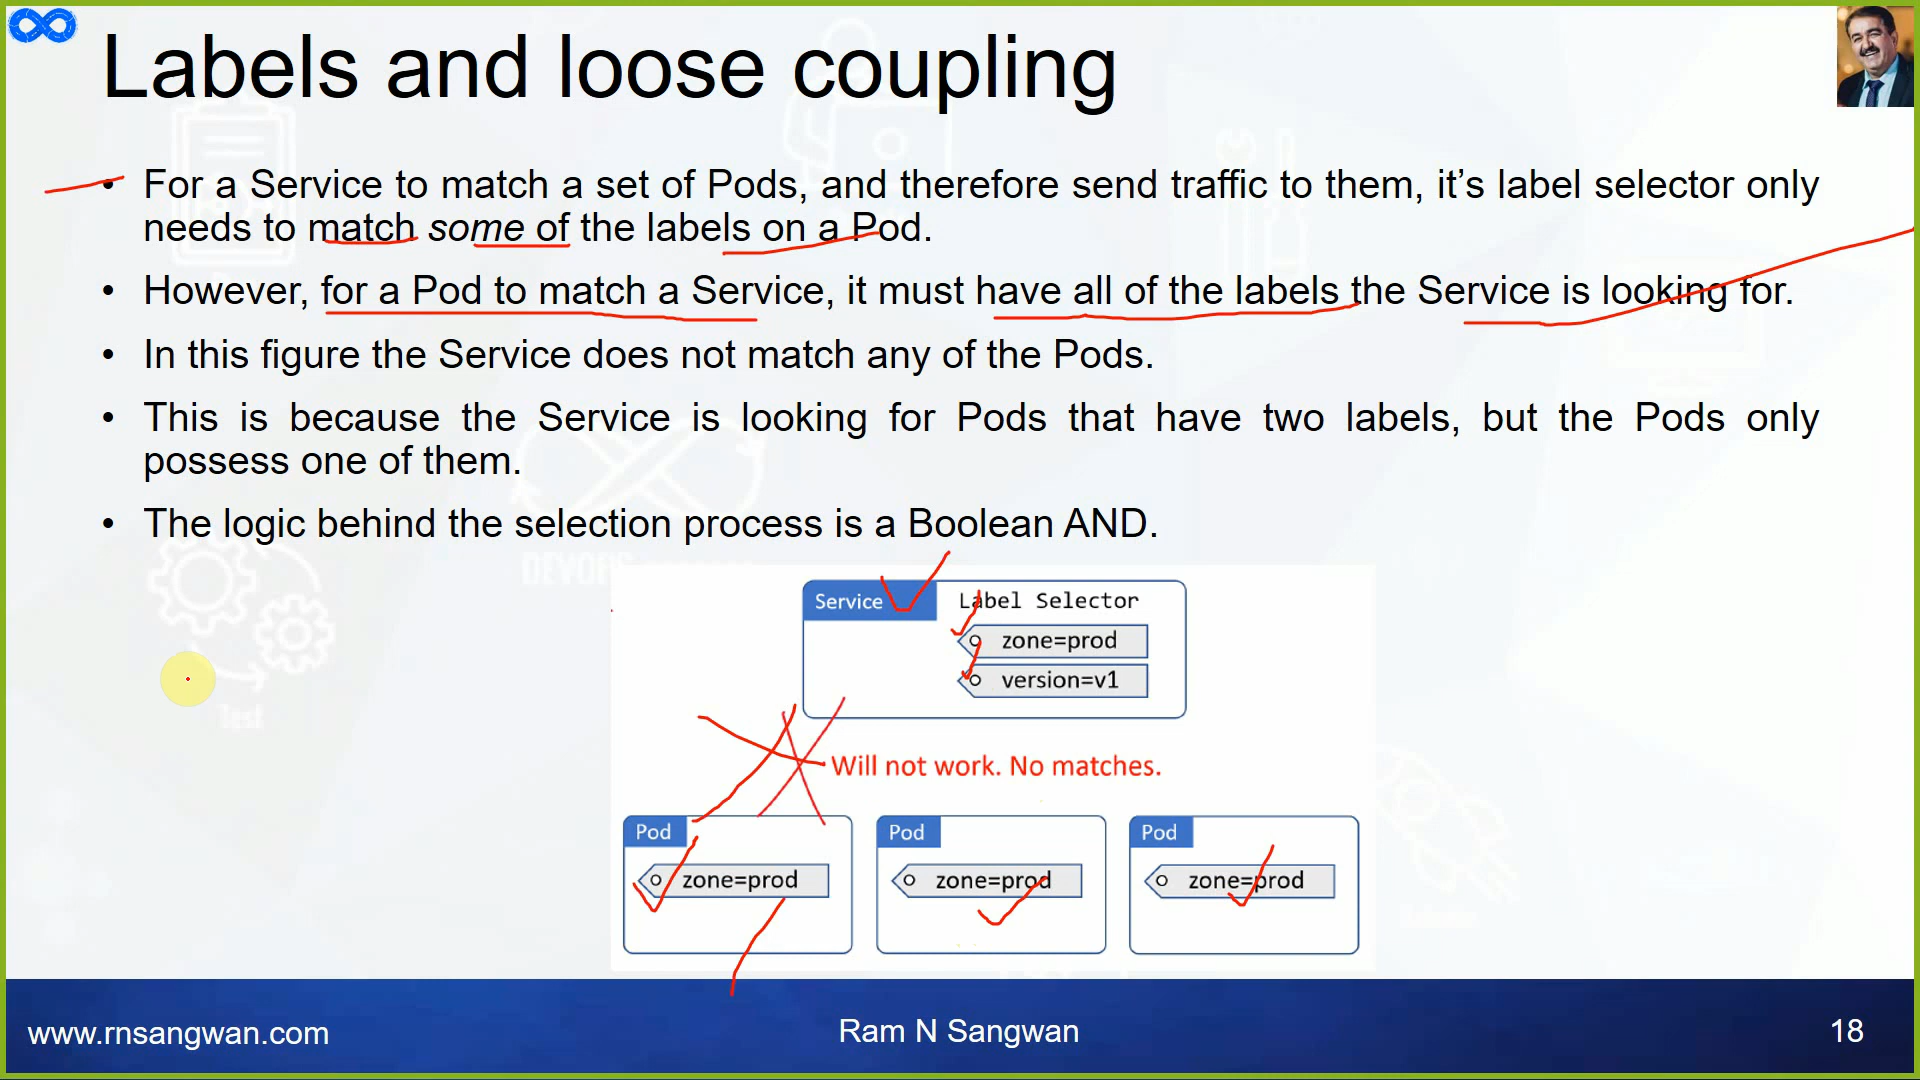 Labels and loose coupling
• For a Service to match a set of Pods, and therefore send traffic to them, it’s label selector only
needs to match some of the labels on a Pod.
• However, for a Pod to match a Service, it must have all of the labels the Service is looking for.
• In this figure the Service does not match any of the Pods.
• This is because the Service is looking for Pods that have two labels, but the Pods only
possess one of them.
• The logic behind the selection process is a Boolean AND.
Service
Label Selector
zone=prod
version=v1
Will not work. No matches.
Pod
zone=prod
Pod
zone=prod
Pod
zone=prod
Test
www.rnsangwan.com
Ram N Sangwan
18